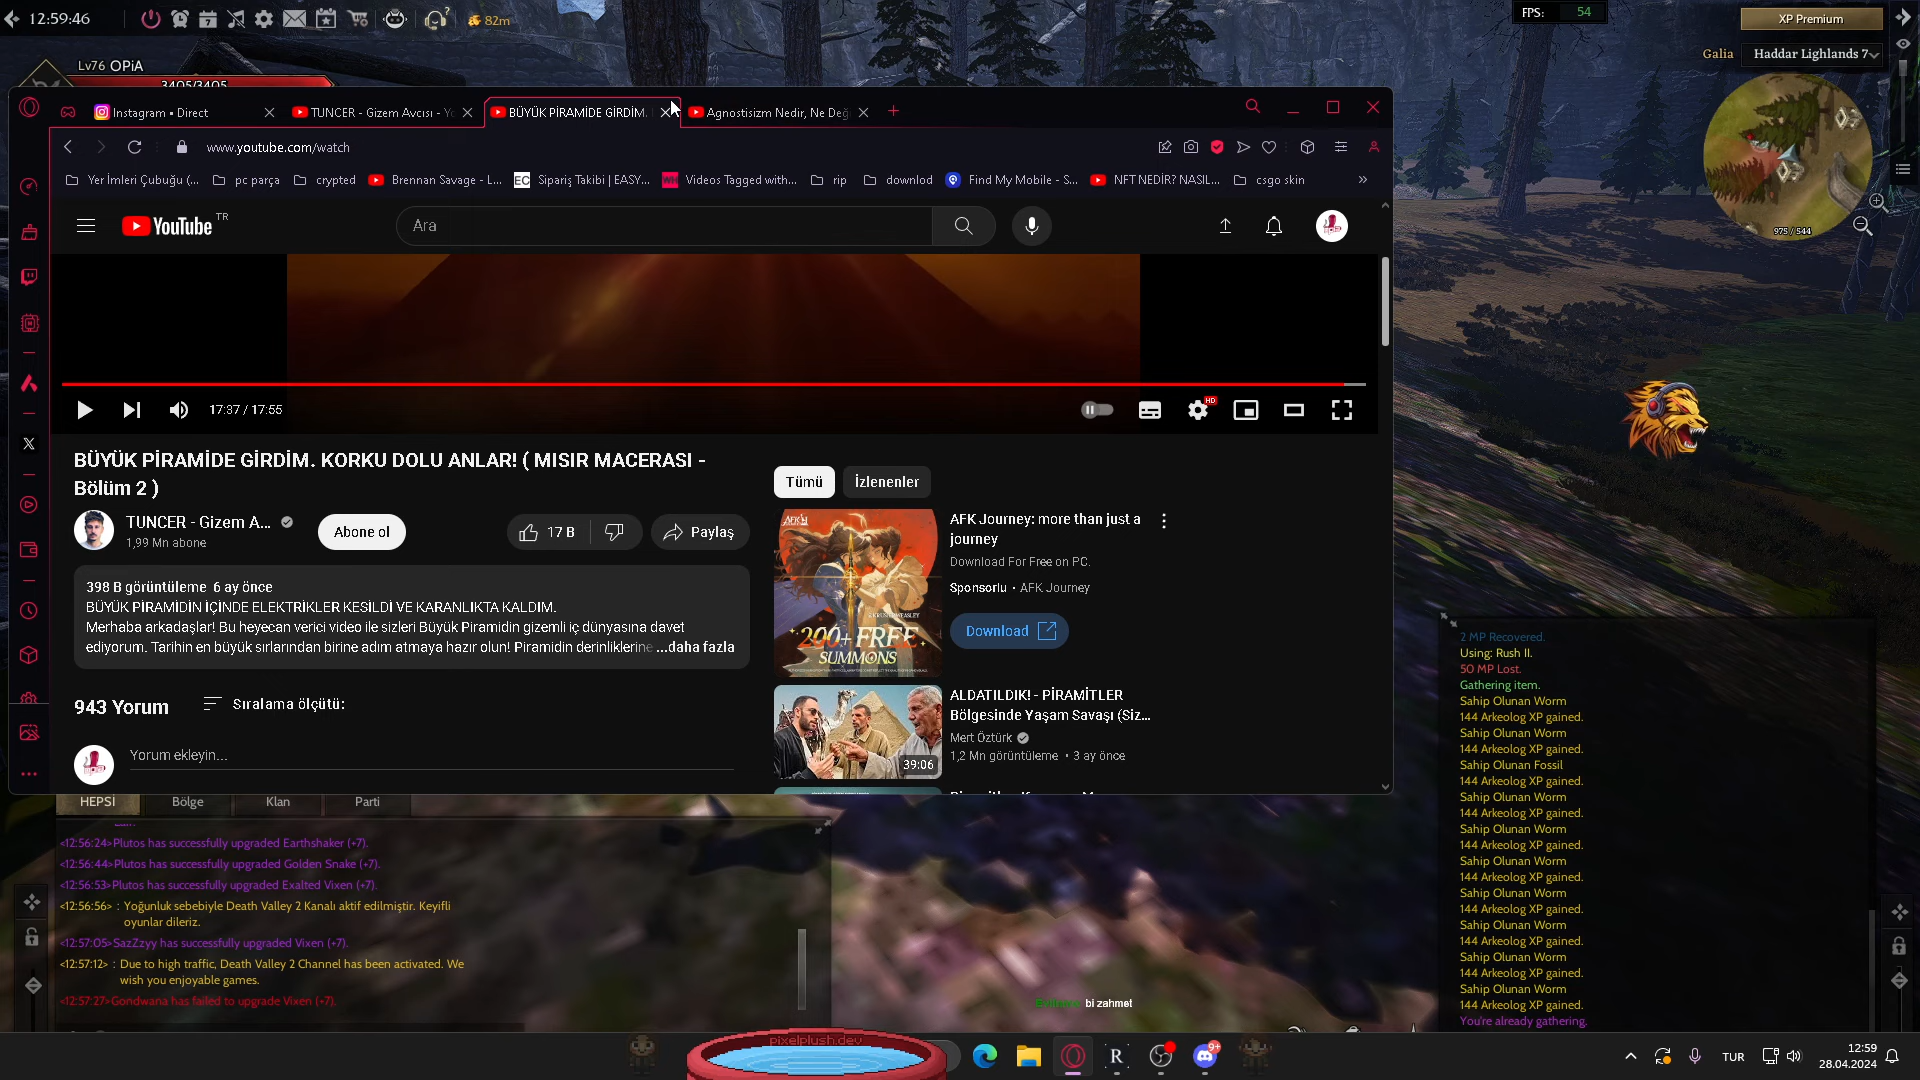 12:59:46
82m
FPS: 54
XP Premium
Lv76 OPiA
3405/3405
Galia
Haddar Lighlands 7
975 / 544
Instagram • Direct
TUNCER - Gizem Avcısı - Yo
BÜYÜK PİRAMİDE GİRDİM.
Agnostisizm Nedir, Ne Deği
www.youtube.com/watch
Yer İmleri Çubuğu (...
pc parça
crypted
Brennan Savage - L...
EC
Sipariş Takibi | EASY...
Videos Tagged with...
rip
downlod
Find My Mobile - S...
NFT NEDİR? NASIL...
Gizle
csgo skin
YouTube TR
Ara
17:37 / 17:55
HD
BÜYÜK PİRAMİDE GİRDİM. KORKU DOLU ANLAR! ( MISIR MACERASI -
Bölüm 2 )
TUNCER - Gizem A...
1,99 Mn abone
Abone ol
17 B
Paylaş
398 B görüntüleme 6 ay önce
BÜYÜK PİRAMİDİN İÇİNDE ELEKTRİKLER KESİLDİ VE KARANLIKTA KALDIM.
Merhaba arkadaşlar! Bu heyecan verici video ile sizleri Büyük Piramidin gizemli iç dünyasına davet
ediyorum. Tarihin en büyük sırlarından birine adım atmaya hazır olun! Piramidin derinliklerine ...daha fazla
943 Yorum
Sıralama ölçütü:
Yorum ekleyin...
Tümü
İzlenenler
200+ FREE
SUMMONS
AFK Journey: more than just a
journey
Download For Free on PC.
Sponsorlu • AFK Journey
Download
39:06
ALDATILDIK! - PİRAMİTLER
Bölgesinde Yaşam Savaşı (Siz...
Mert Öztürk
1,2 Mn görüntüleme • 3 ay önce
HEPSİ
Bölge
Klan
Parti
<12:56:24>Plutos has successfully upgraded Earthshaker (+7).
<12:56:44>Plutos has successfully upgraded Golden Snake (+7).
<12:56:53>Plutos has successfully upgraded Exalted Vixen (+7).
<12:56:56> : Yoğunluk sebebiyle Death Valley 2 Kanalı aktif edilmiştir. Keyifli
oyunlar dileriz.
<12:57:05>SazZzyy has successfully upgraded Vixen (+7).
<12:57:12> : Due to high traffic, Death Valley 2 Channel has been activated. We
wish you enjoyable games.
<12:57:27>Gondwana has failed to upgrade Vixen (+7).
bi zahmet
2 MP Recovered.
Using: Rush II.
50 MP Lost.
Gathering item.
Sahip Olunan Worm
144 Arkeolog XP gained.
Sahip Olunan Worm
144 Arkeolog XP gained.
Sahip Olunan Fossil
144 Arkeolog XP gained.
Sahip Olunan Worm
144 Arkeolog XP gained.
Sahip Olunan Worm
144 Arkeolog XP gained.
Sahip Olunan Worm
144 Arkeolog XP gained.
Sahip Olunan Worm
144 Arkeolog XP gained.
Sahip Olunan Worm
144 Arkeolog XP gained.
Sahip Olunan Worm
144 Arkeolog XP gained.
Sahip Olunan Worm
144 Arkeolog XP gained.
You're already gathering.
pixelplush.dev
R
9+
TUR
12:59
28.04.2024